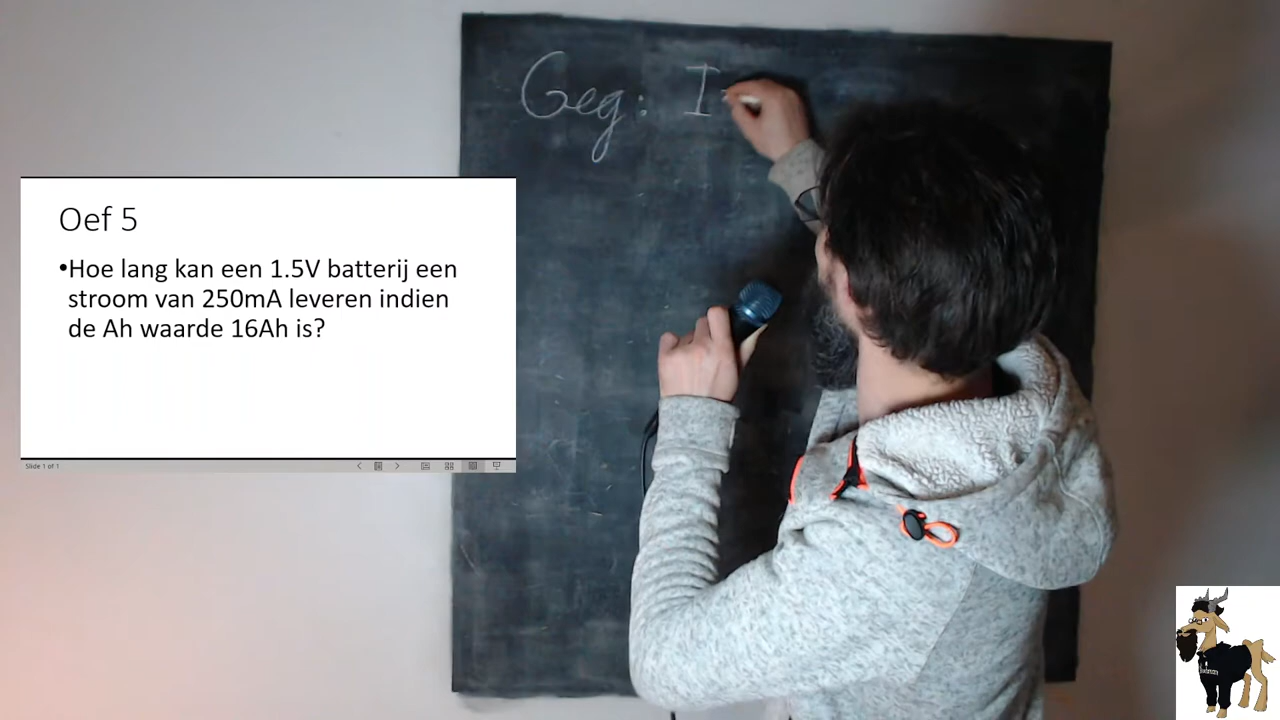 Geg: I
Oef 5
•Hoe lang kan een 1.5V batterij een
stroom van 250mA leveren indien
de Ah waarde 16Ah is?
Slide 1 of 1